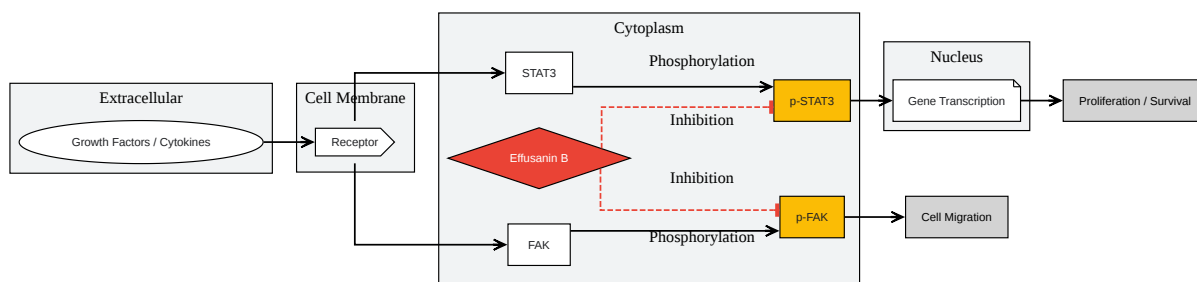 Extracellular
Growth Factors / Cytokines
Cell Membrane
Receptor
Cytoplasm
STAT3
Phosphorylation
p-STAT3
Inhibition
Effusanin B
Inhibition
p-FAK
FAK
Phosphorylation
Nucleus
Gene Transcription
Proliferation / Survival
Cell Migration